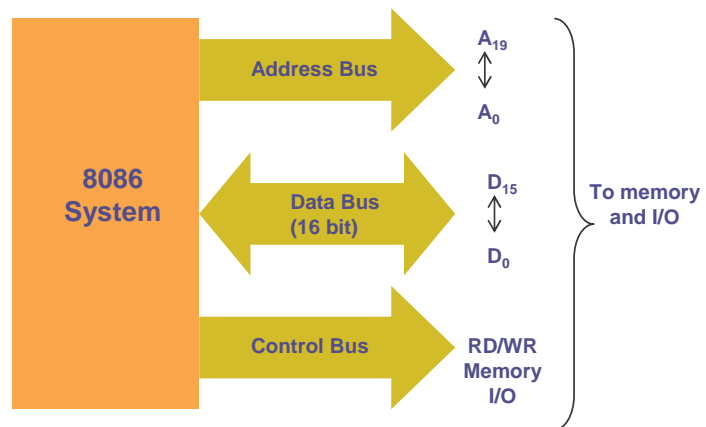 8086
System
Address Bus
A₁₉
A₀
Data Bus
(16 bit)
D₁₅
D₀
Control Bus
RD/WR
Memory
I/O
To memory
and I/O